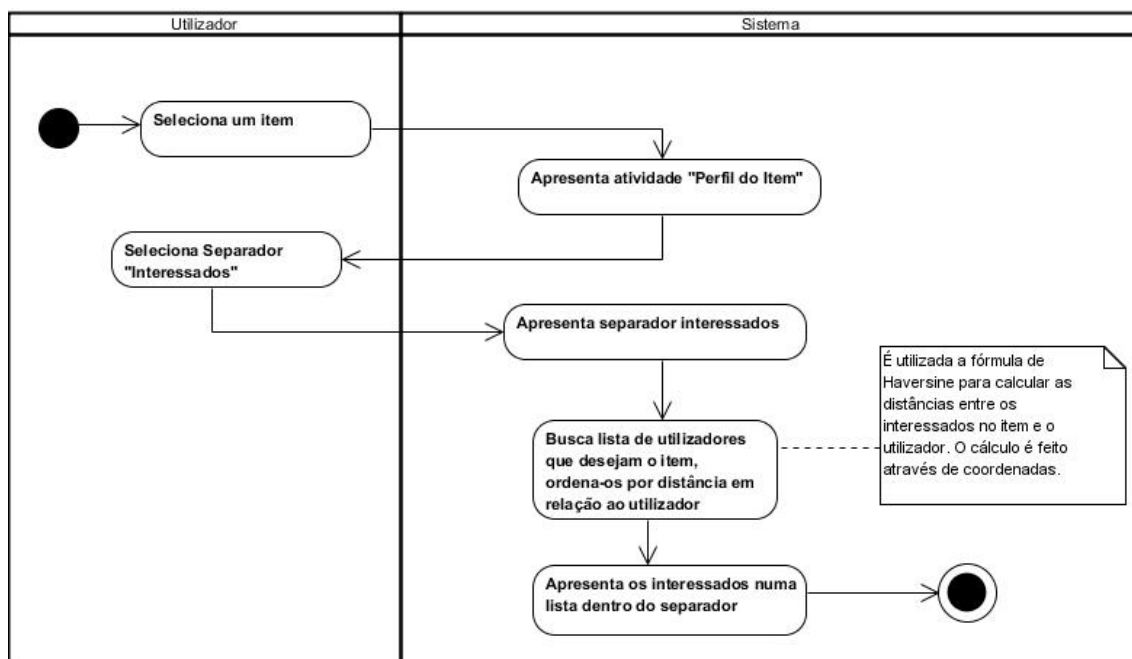 Utilizador
Sistema
Seleciona um item
Apresenta atividade "Perfil do Item"
Seleciona Separador
"Interessados"
Apresenta separador interessados
É utilizada a fórmula de
Haversine para calcular as
distâncias entre os
interessados no item e o
utilizador. O cálculo é feito
através de coordenadas.
Busca lista de utilizadores
que desejam o item,
ordena-os por distância em
relação ao utilizador
Apresenta os interessados numa
lista dentro do separador